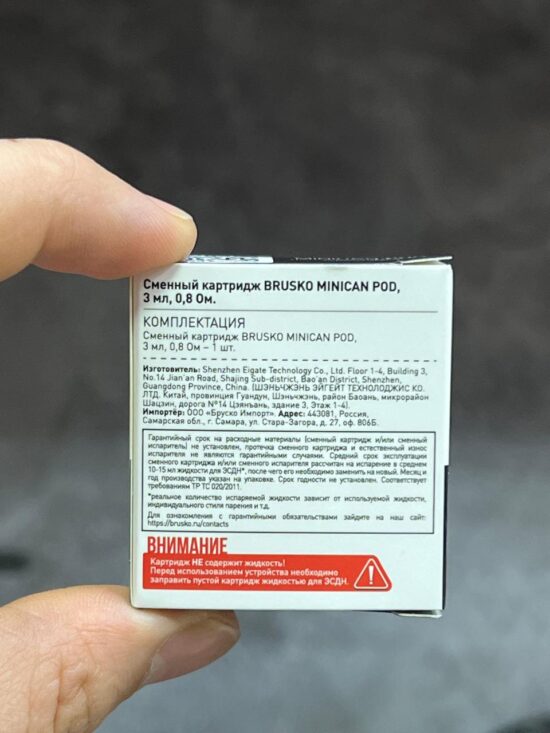 Сменный картридж BRUSKO MINICAN POD,
3 мл, 0,8 Ом.
КОМПЛЕКТАЦИЯ
Сменный картридж BRUSKO MINICAN POD,
3 мл, 0,8 Ом – 1 шт.
Изготовитель: Shenzhen Eigate Technology Co., Ltd. Floor 1-4, Building 3,
No.14 Jian'an Road, Shajing Sub-district, Bao'an District, Shenzhen,
Guangdong Province, China. (ШЭНЬЧЖЭНЬ ЭЙГЕЙТ ТЕХНОЛОДЖИС КО.
ЛТД. Китай, провинция Гуандун, Шэньчжэнь, район Баоань, микрорайон
Шацзин, дорога №14 Цзяньань, здание 3, Этаж 1-4).
Импортёр: ООО «Бруско Импорт». Адрес: 443081, Россия,
Самарская обл., г. Самара, ул. Стара-Загора, д. 27, оф. 806Б.
Гарантийный срок на расходные материалы (сменный картридж и/или сменный
испаритель) не установлен, протечка сменного картриджа и естественный износ
испарителя не являются гарантийными случаями. Средний срок эксплуатации
сменного картриджа и/или сменного испарителя рассчитан на испарение в среднем
10-15 мл жидкости для ЭСДН*, после чего его необходимо заменить на новый. Месяц и
год производства указан на упаковке. Срок годности не установлен. Соответствует
требованиям ТР ТС 020/2011.
*реальное количество испаряемой жидкости зависит от используемой жидкости,
индивидуального стиля парения и т.д.
Для ознакомления с гарантийными обязательствами зайдите на наш сайт:
https://brusko.ru/contacts
ВНИМАНИЕ
Картридж НЕ содержит жидкость!
Перед использованием устройства необходимо
заправить пустой картридж жидкостью для ЭСДН.